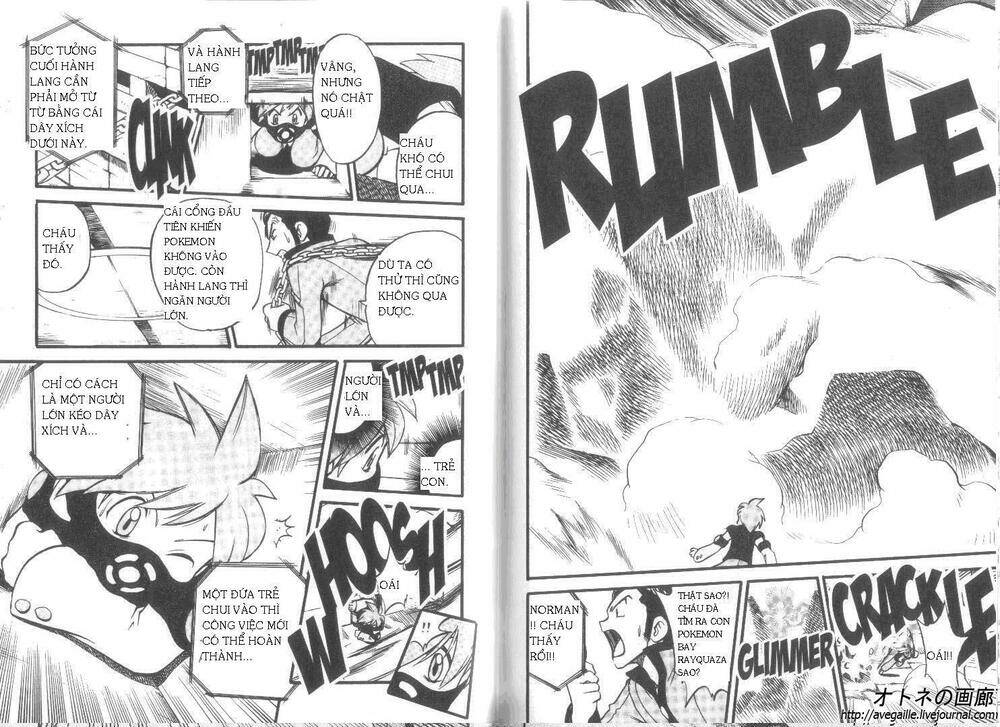 BỨC TƯỞNG
CUỐI HÀNH
LANG CẦN
PHẢI MỞ TỪ
TỪ BẰNG CÁI
DÂY XÍCH
DƯỚI NÀY.
CLINK
VÀ HÀNH
LANG
TIẾP
THEO...
TMP TMP TMP
VÂNG,
NHƯNG
NÓ CHẬT
QUÁ!!
CHÁU
KHÓ CÓ
THỂ CHUI
QUA...
CHÁU
THẤY
ĐÓ.
CÁI CỔNG ĐẦU
TIÊN KHIẾN
POKEMON
KHÔNG VÀO
ĐƯỢC. CÒN
HÀNH LANG THÌ
NGĂN NGƯỜI
LỚN.
DÙ TA CÓ
THỬ THÌ CŨNG
KHÔNG QUA
ĐƯỢC.
CHỈ CÓ CÁCH
LÀ MỘT NGƯỜI
LỚN KÉO DÂY
XÍCH VÀ...
NGƯỜI
LỚN
VÀ...
TMP TMP
... TRẺ
CON.
MỘT ĐỨA TRẺ
CHUI VÀO THÌ
CÔNG VIỆC MỚI
CÓ THỂ HOÀN
THÀNH...
WHOOSH
OÁI
!!
RUMBLE
NORMAN
!! CHÁU
THẤY
RỒI!!
THẬT SAO?!
CHÁU ĐÃ
TÌM RA CON
POKEMON
BAY
RAYQUAZA
SAO?
GLIMMER
CRACKLE
OÁI!!
オトネの画廊
http://avegaille.livejournal.com